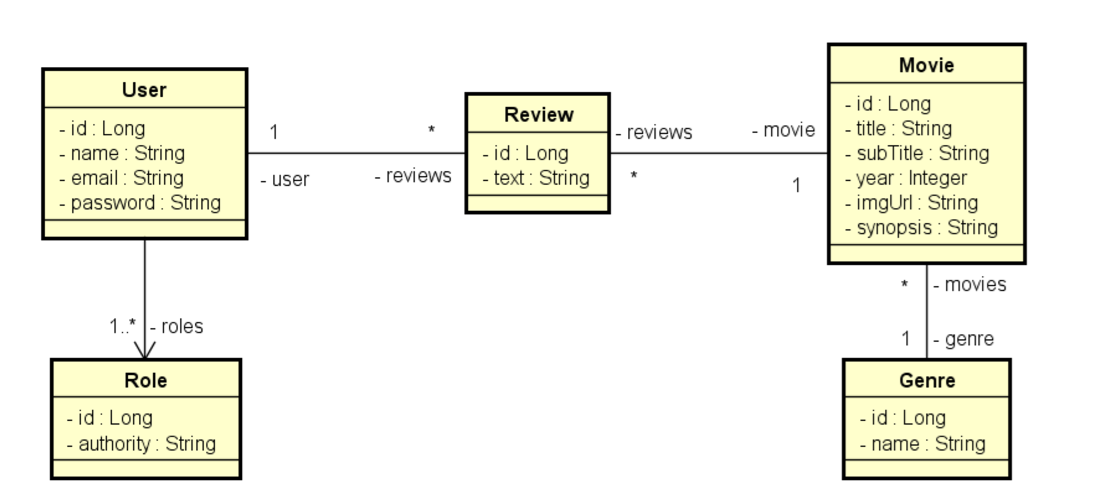 User
- id : Long
- name : String
- email : String
- password : String
1
- user
*
- reviews
Review
- id : Long
- text : String
- reviews
*
- movie
1
Movie
- id : Long
- title : String
- subTitle : String
- year : Integer
- imgUrl : String
- synopsis : String
* - movies
1 - genre
1..* - roles
Role
- id : Long
- authority : String
Genre
- id : Long
- name : String